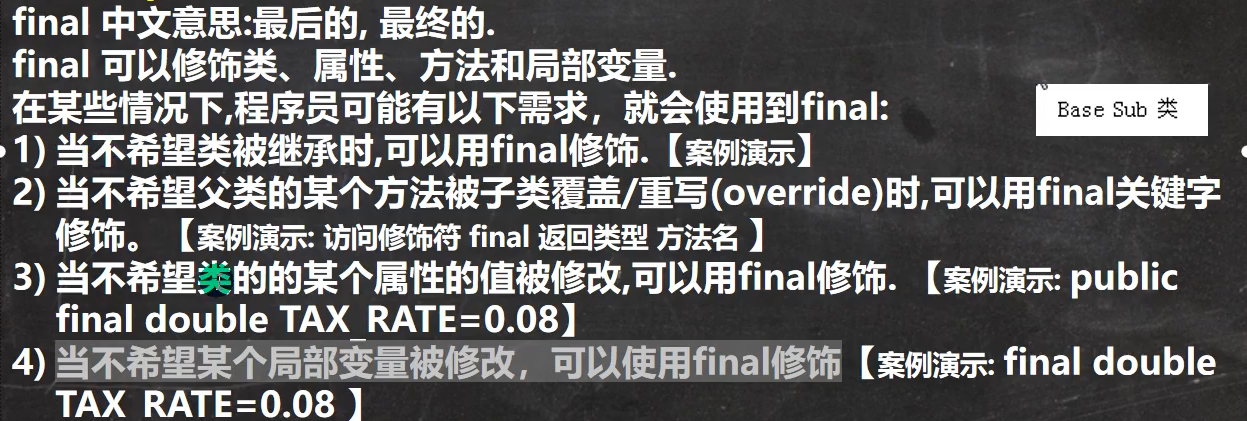 final 中文意思:最后的, 最终的.
final 可以修饰类、属性、方法和局部变量.
在某些情况下,程序员可能有以下需求，就会使用到final:
Base Sub 类
1) 当不希望类被继承时,可以用final修饰.【案例演示】
2) 当不希望父类的某个方法被子类覆盖/重写(override)时,可以用final关键字
修饰。【案例演示: 访问修饰符 final 返回类型 方法名 】
3) 当不希望类的的某个属性的值被修改,可以用final修饰. 【案例演示: public
final double TAX_RATE=0.08】
4) 当不希望某个局部变量被修改，可以使用final修饰【案例演示: final double
TAX_RATE=0.08 】